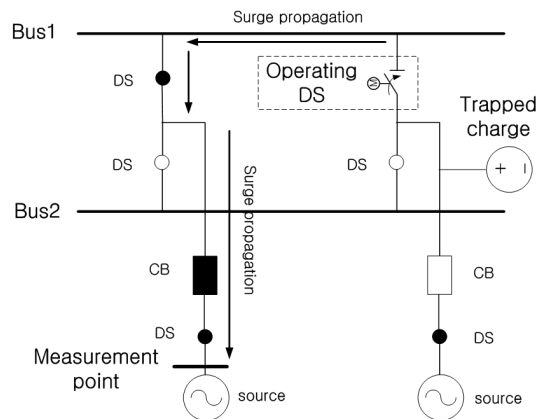 Surge propagation
Bus1
DS
Operating
DS
M
Trapped
charge
DS
DS
+ −
Bus2
Surge propagation
CB
CB
DS
DS
Measurement
point
source
source